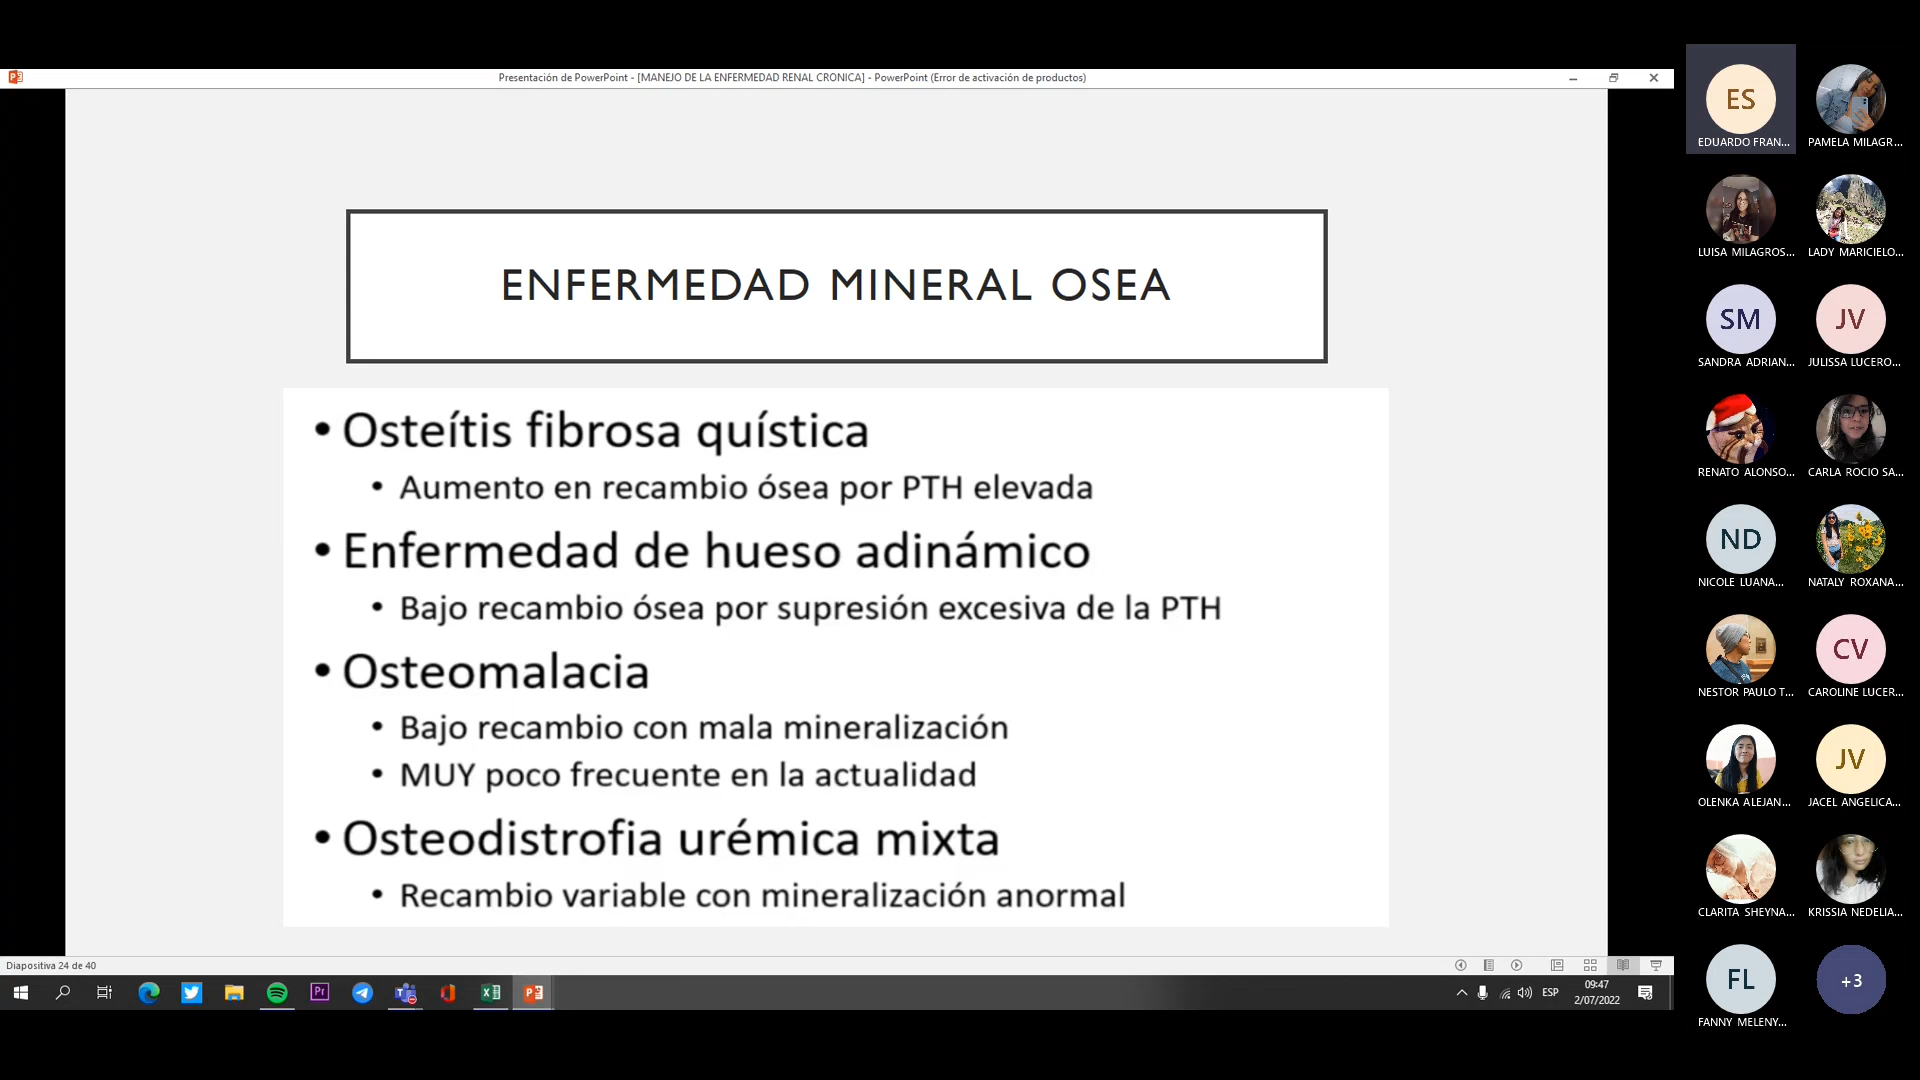 Presentación de PowerPoint - [MANEJO DE LA ENFERMEDAD RENAL CRONICA] - PowerPoint (Error de activación de productos)
ENFERMEDAD MINERAL OSEA
• Osteítis fibrosa quística
• Aumento en recambio ósea por PTH elevada
• Enfermedad de hueso adinámico
• Bajo recambio ósea por supresión excesiva de la PTH
• Osteomalacia
• Bajo recambio con mala mineralización
• MUY poco frecuente en la actualidad
• Osteodistrofia urémica mixta
• Recambio variable con mineralización anormal
Diapositiva 24 de 40
Pr
ESP
09:47
2/07/2022
ES
EDUARDO FRAN...
PAMELA MILAGR...
LUISA MILAGROS...
LADY MARICIELO...
SM
SANDRA ADRIAN...
JV
JULISSA LUCERO...
RENATO ALONSO...
CARLA ROCIO SA...
ND
NICOLE LUANA...
NATALY ROXANA...
NESTOR PAULO T...
CV
CAROLINE LUCER...
OLENKA ALEJAN...
JV
JACEL ANGELICA...
CLARITA SHEYNA...
KRISSIA NEDELIA...
FL
FANNY MELENY...
+3